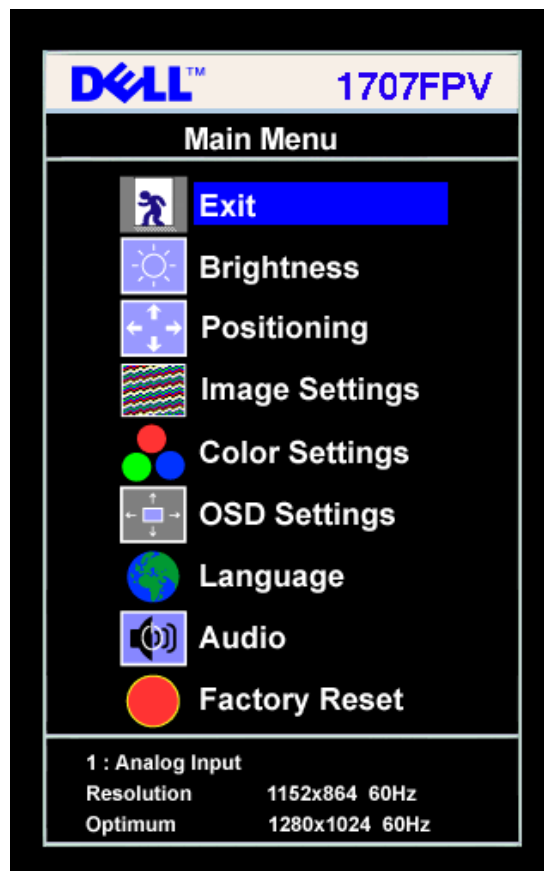 DELL™ 1707FPV
Main Menu
Exit
Brightness
Positioning
Image Settings
Color Settings
OSD Settings
Language
Audio
Factory Reset
1 : Analog Input
Resolution 1152x864 60Hz
Optimum 1280x1024 60Hz